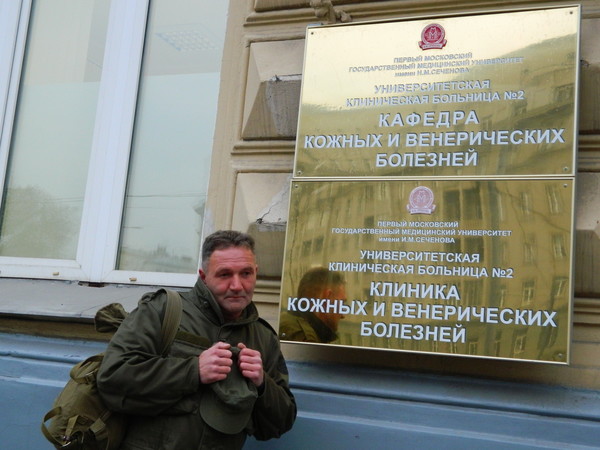 ПЕРВЫЙ МОСКОВСКИЙ
ГОСУДАРСТВЕННЫЙ МЕДИЦИНСКИЙ УНИВЕРСИТЕТ
имени И.М.СЕЧЕНОВА
УНИВЕРСИТЕТСКАЯ
КЛИНИЧЕСКАЯ БОЛЬНИЦА №2
КАФЕДРА
КОЖНЫХ И ВЕНЕРИЧЕСКИХ
БОЛЕЗНЕЙ
ПЕРВЫЙ МОСКОВСКИЙ
ГОСУДАРСТВЕННЫЙ МЕДИЦИНСКИЙ УНИВЕРСИТЕТ
имени И.М.СЕЧЕНОВА
УНИВЕРСИТЕТСКАЯ
КЛИНИЧЕСКАЯ БОЛЬНИЦА №2
КЛИНИКА
КОЖНЫХ И ВЕНЕРИЧЕСКИХ
БОЛЕЗНЕЙ